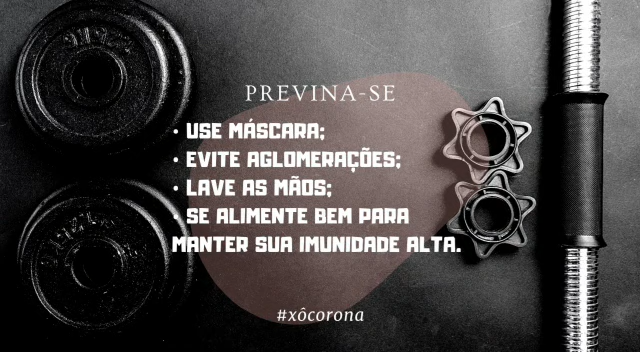 PREVINA-SE
• USE MÁSCARA;
• EVITE AGLOMERAÇÕES;
• LAVE AS MÃOS;
• SE ALIMENTE BEM PARA
MANTER SUA IMUNIDADE ALTA.
#xôcorona